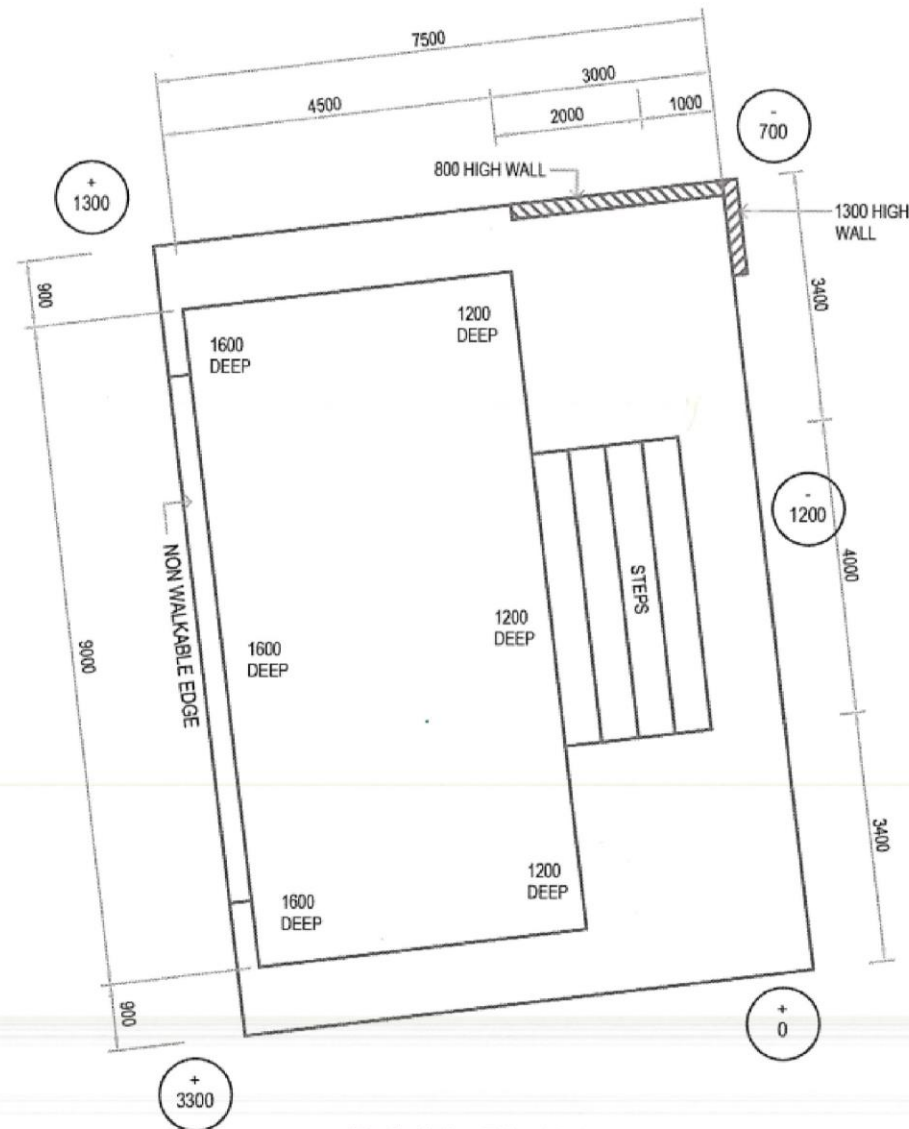 7500
4500
3000
2000
1000
-
700
800 HIGH WALL
1300 HIGH
WALL
+
1300
900
3400
1600
DEEP
1200
DEEP
-
1200
NON WALKABLE EDGE
STEPS
4000
9000
1600
DEEP
1200
DEEP
3400
1600
DEEP
1200
DEEP
900
+
0
+
3300